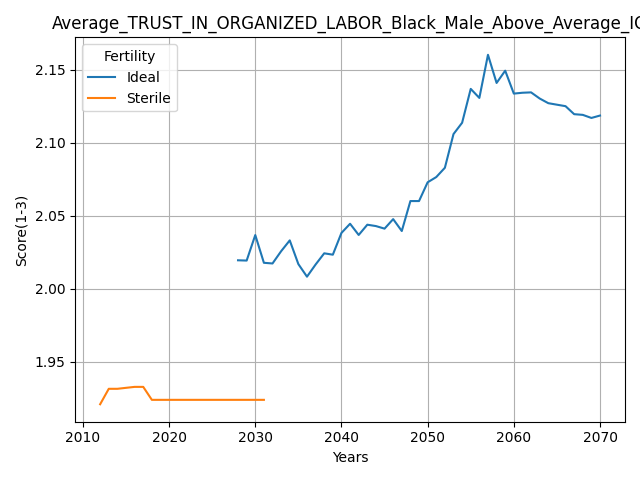 Average_TRUST_IN_ORGANIZED_LABOR_Black_Male_Above_Average_IQ
Fertility
Ideal
Sterile
Score(1-3)
2.15
2.10
2.05
2.00
1.95
2010 2020 2030 2040 2050 2060 2070
Years